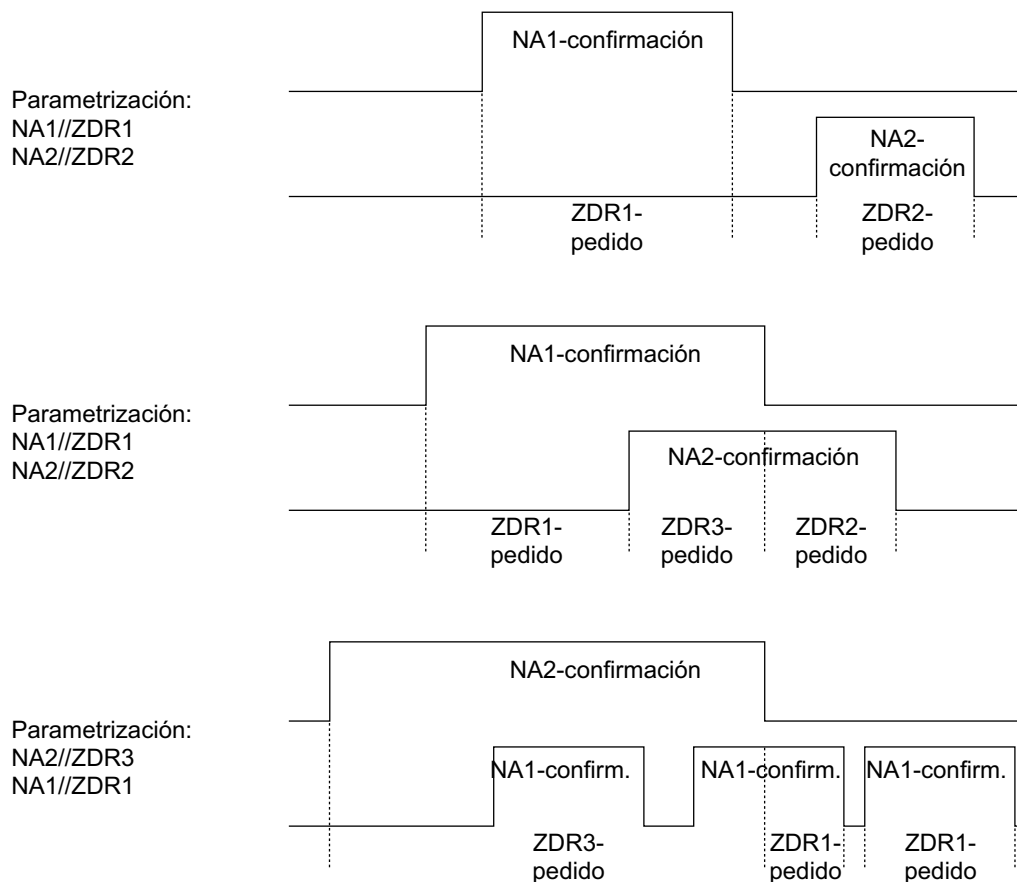 NA1-confirmación
Parametrización:
NA1//ZDR1
NA2//ZDR2
NA2-
confirmación
ZDR1-
pedido
ZDR2-
pedido
NA1-confirmación
Parametrización:
NA1//ZDR1
NA2//ZDR2
NA2-confirmación
ZDR1-
pedido
ZDR3-
pedido
ZDR2-
pedido
NA2-confirmación
Parametrización:
NA2//ZDR3
NA1//ZDR1
NA1-confirm.
NA1-confirm.
NA1-confirm.
ZDR3-
pedido
ZDR1-
pedido
ZDR1-
pedido